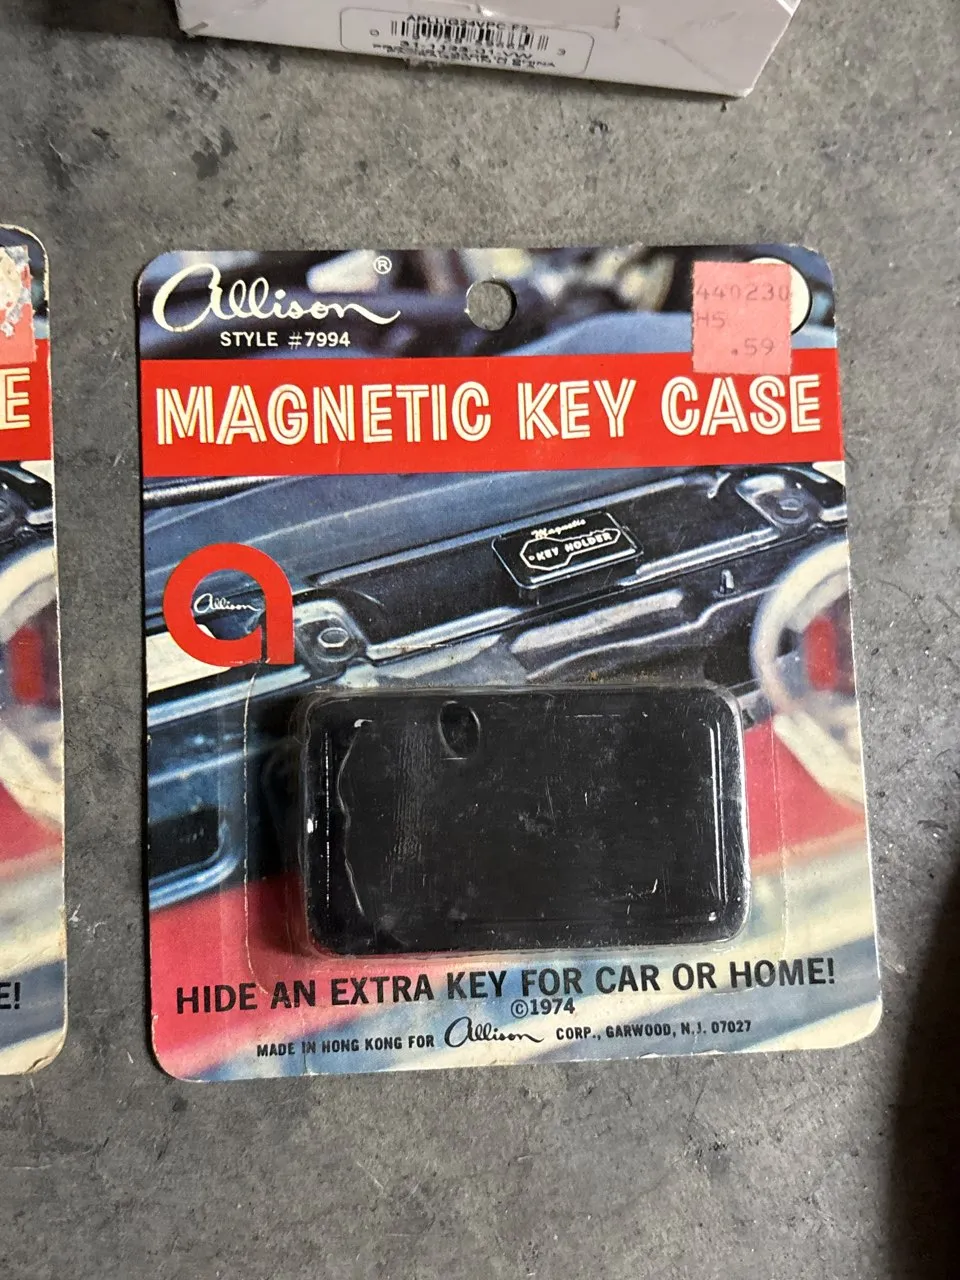 Allison®
STYLE #7994
440230
H5
.59
MAGNETIC KEY CASE
Magnetic
KEY HOLDER
Allison
HIDE AN EXTRA KEY FOR CAR OR HOME!
©1974
MADE IN HONG KONG FOR Allison CORP., GARWOOD, N.J. 07027
E
E!